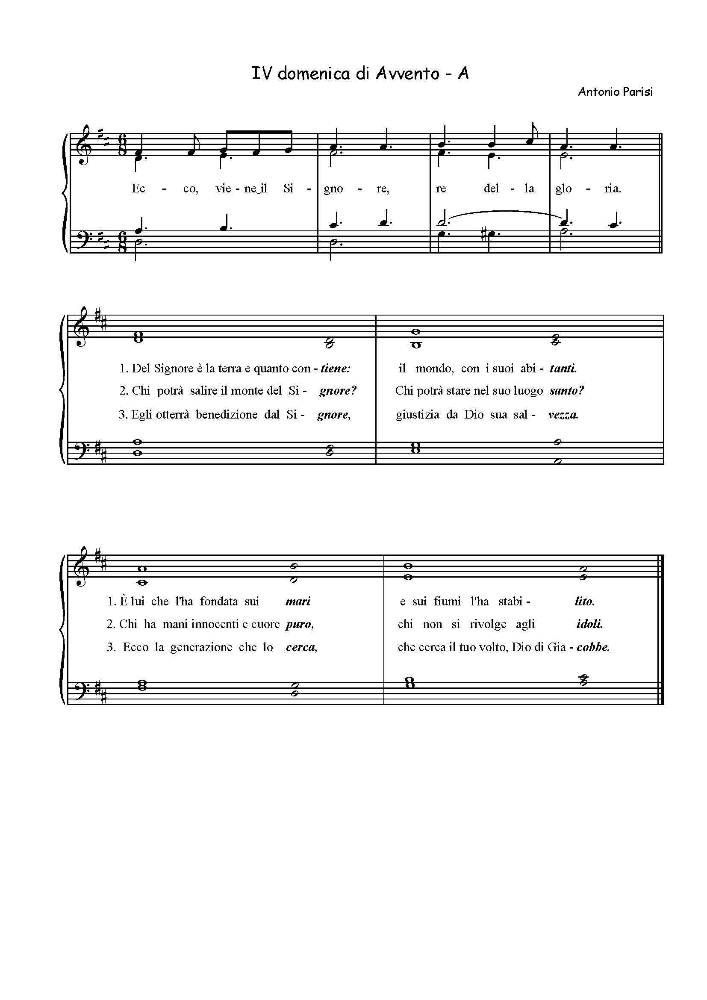 IV domenica di Avvento - A
Antonio Parisi
6 8
Ec - co, vie - ne‿il Si - gno - re, re del - la glo - ria.
6 8
1. Del Signore è la terra e quanto con - tiene: il mondo, con i suoi abi - tanti.
2. Chi potrà salire il monte del Si - gnore? Chi potrà stare nel suo luogo santo?
3. Egli otterrà benedizione dal Si - gnore, giustizia da Dio sua sal - vezza.
1. È lui che l'ha fondata sui mari e sui fiumi l'ha stabi - lito.
2. Chi ha mani innocenti e cuore puro, chi non si rivolge agli idoli.
3. Ecco la generazione che lo cerca, che cerca il tuo volto, Dio di Gia - cobbe.